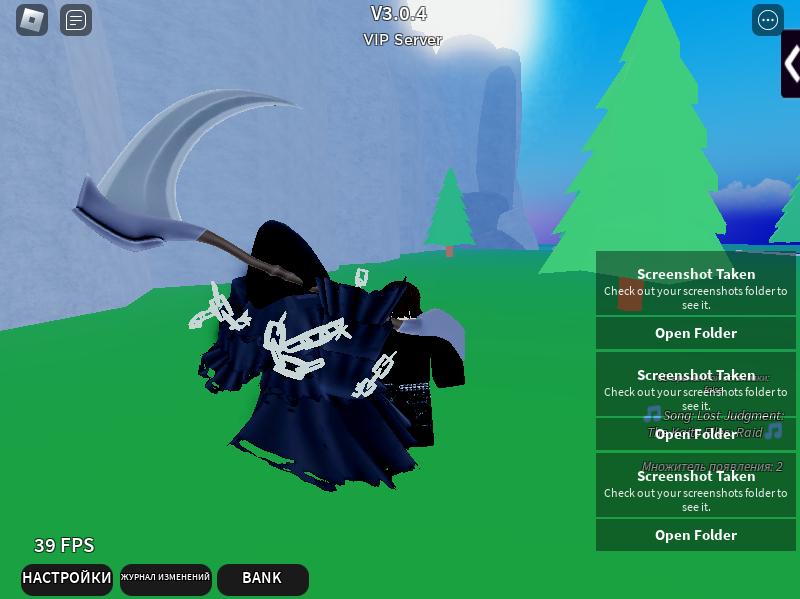 V3.0.4
VIP Server
Screenshot Taken
Check out your screenshots folder to
see it.
Open Folder
Screenshot Taken
Check out your screenshots folder to
see it.
🎵 Song: Lost Judgment:
Raid 🎵
Open Folder
Множитель появления: 2
Screenshot Taken
Check out your screenshots folder to
see it.
Open Folder
39 FPS
НАСТРОЙКИ
ЖУРНАЛ ИЗМЕНЕНИЙ
BANK